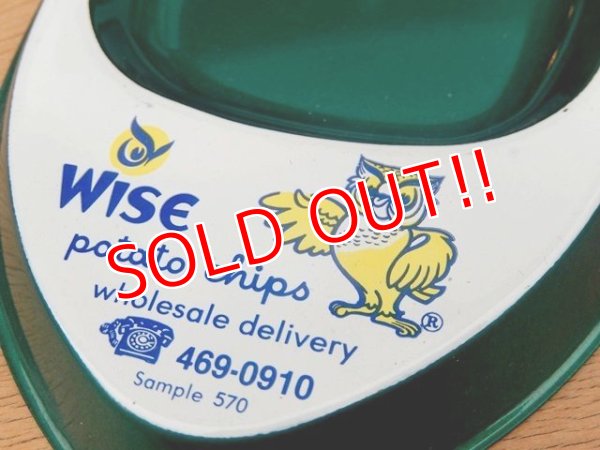 WISE
potato chips
wholesale delivery
469-0910
Sample 570
®
SOLD OUT!!